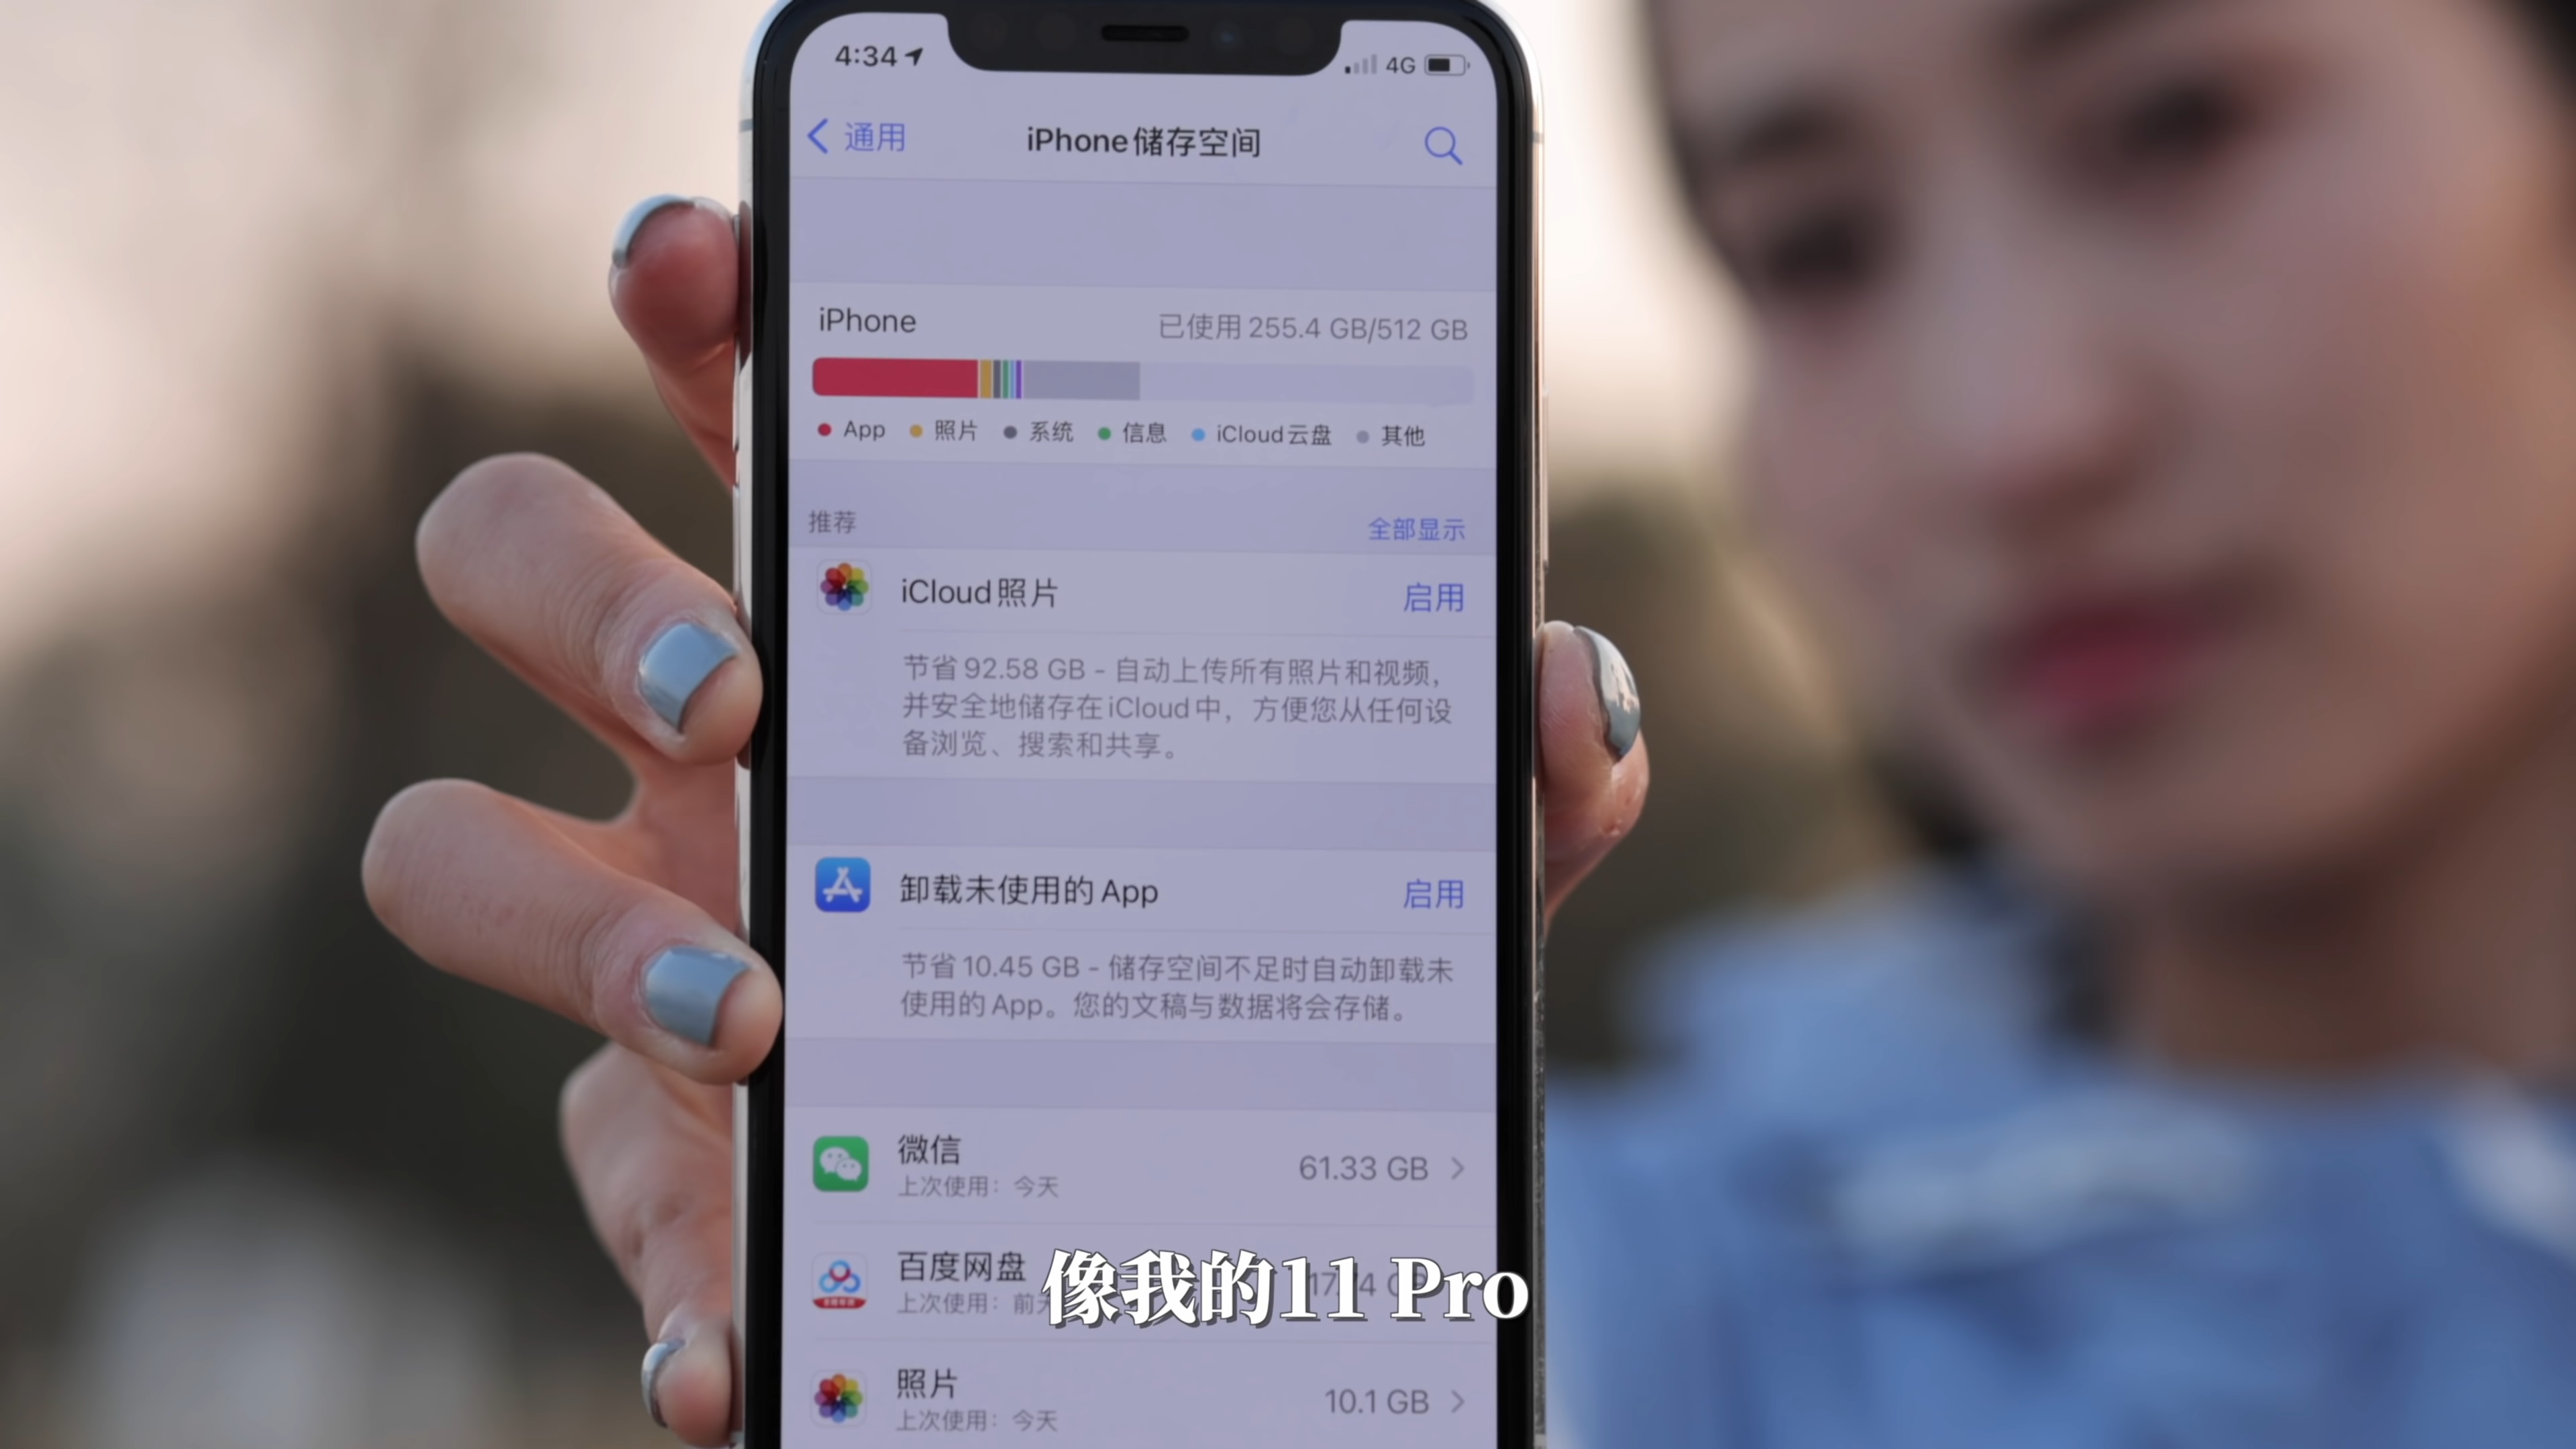 4:34
4G
通用
iPhone储存空间
iPhone
已使用 255.4 GB/512 GB
App 照片 系统 信息 iCloud云盘 其他
推荐
全部显示
iCloud照片
启用
节省 92.58 GB – 自动上传所有照片和视频，
并安全地储存在 iCloud 中，方便您从任何设
备浏览、搜索和共享。
卸载未使用的 App
启用
节省 10.45 GB – 储存空间不足时自动卸载未
使用的 App。您的文稿与数据将会存储。
微信
61.33 GB
上次使用：今天
百度网盘
上次使用：前
像我的11 Pro
照片
10.1 GB
上次使用：今天